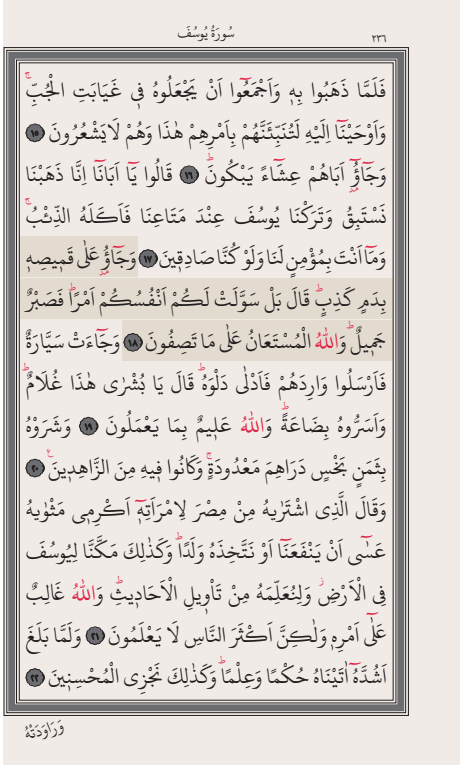 سُورَةُ يُوسُفَ
٢٣٦
فَلَمَّا ذَهَبُوا بِهٖ وَاَجْمَعُٓوا اَنْ يَجْعَلُوهُ فٖى غَيَابَتِ الْجُبِّۚ
وَاَوْحَيْنَٓا اِلَيْهِ لَتُنَبِّئَنَّهُمْ بِاَمْرِهِمْ هٰذَا وَهُمْ لَايَشْعُرُونَ ﴿١٥﴾
وَجَٓاؤُٓ اَبَاهُمْ عِشَٓاءً يَبْكُونَۜ ﴿١٦﴾ قَالُوا يَٓا اَبَانَٓا اِنَّا ذَهَبْنَا
نَسْتَبِقُ وَتَرَكْنَا يُوسُفَ عِنْدَ مَتَاعِنَا فَاَكَلَهُ الذِّئْبُۚ
وَمَٓا اَنْتَ بِمُؤْمِنٍ لَنَا وَلَوْ كُنَّا صَادِقٖينَ ﴿١٧﴾ وَجَٓاؤُ۫ عَلٰى قَمٖيصِهٖ
بِدَمٍ كَذِبٍۜ قَالَ بَلْ سَوَّلَتْ لَكُمْ اَنْفُسُكُمْ اَمْرًاۜ فَصَبْرٌ
جَمٖيلٌۜ وَاللّٰهُ الْمُسْتَعَانُ عَلٰى مَا تَصِفُونَ ﴿١٨﴾ وَجَٓاءَتْ سَيَّارَةٌ
فَاَرْسَلُوا وَارِدَهُمْ فَاَدْلٰى دَلْوَهُۜ قَالَ يَا بُشْرٰى هٰذَا غُلَامٌۜ
وَاَسَرُّوهُ بِضَاعَةًۜ وَاللّٰهُ عَلٖيمٌ بِمَا يَعْمَلُونَ ﴿١٩﴾ وَشَرَوْهُ
بِثَمَنٍ بَخْسٍ دَرَاهِمَ مَعْدُودَةٍۚ وَكَانُوا فٖيهِ مِنَ الزَّاهِدٖينَ۟ ﴿٢٠﴾
وَقَالَ الَّذِى اشْتَرٰيهُ مِنْ مِصْرَ لِامْرَاَتِهٖٓ اَكْرِمٖى مَثْوٰيهُ
عَسٰٓى اَنْ يَنْفَعَنَٓا اَوْ نَتَّخِذَهُ وَلَدًاۜ وَكَذٰلِكَ مَكَّنَّا لِيُوسُفَ
فِى الْاَرْضِۘ وَلِنُعَلِّمَهُ مِنْ تَاْوٖيلِ الْاَحَادٖيثِۜ وَاللّٰهُ غَالِبٌ
عَلٰٓى اَمْرِهٖ وَلٰكِنَّ اَكْثَرَ النَّاسِ لَا يَعْلَمُونَ ﴿٢١﴾ وَلَمَّا بَلَغَ
اَشُدَّهُٓ اٰتَيْنَاهُ حُكْمًا وَعِلْمًاۜ وَكَذٰلِكَ نَجْزِى الْمُحْسِنٖينَ ﴿٢٢﴾
وَرَاوَدَتْهُ